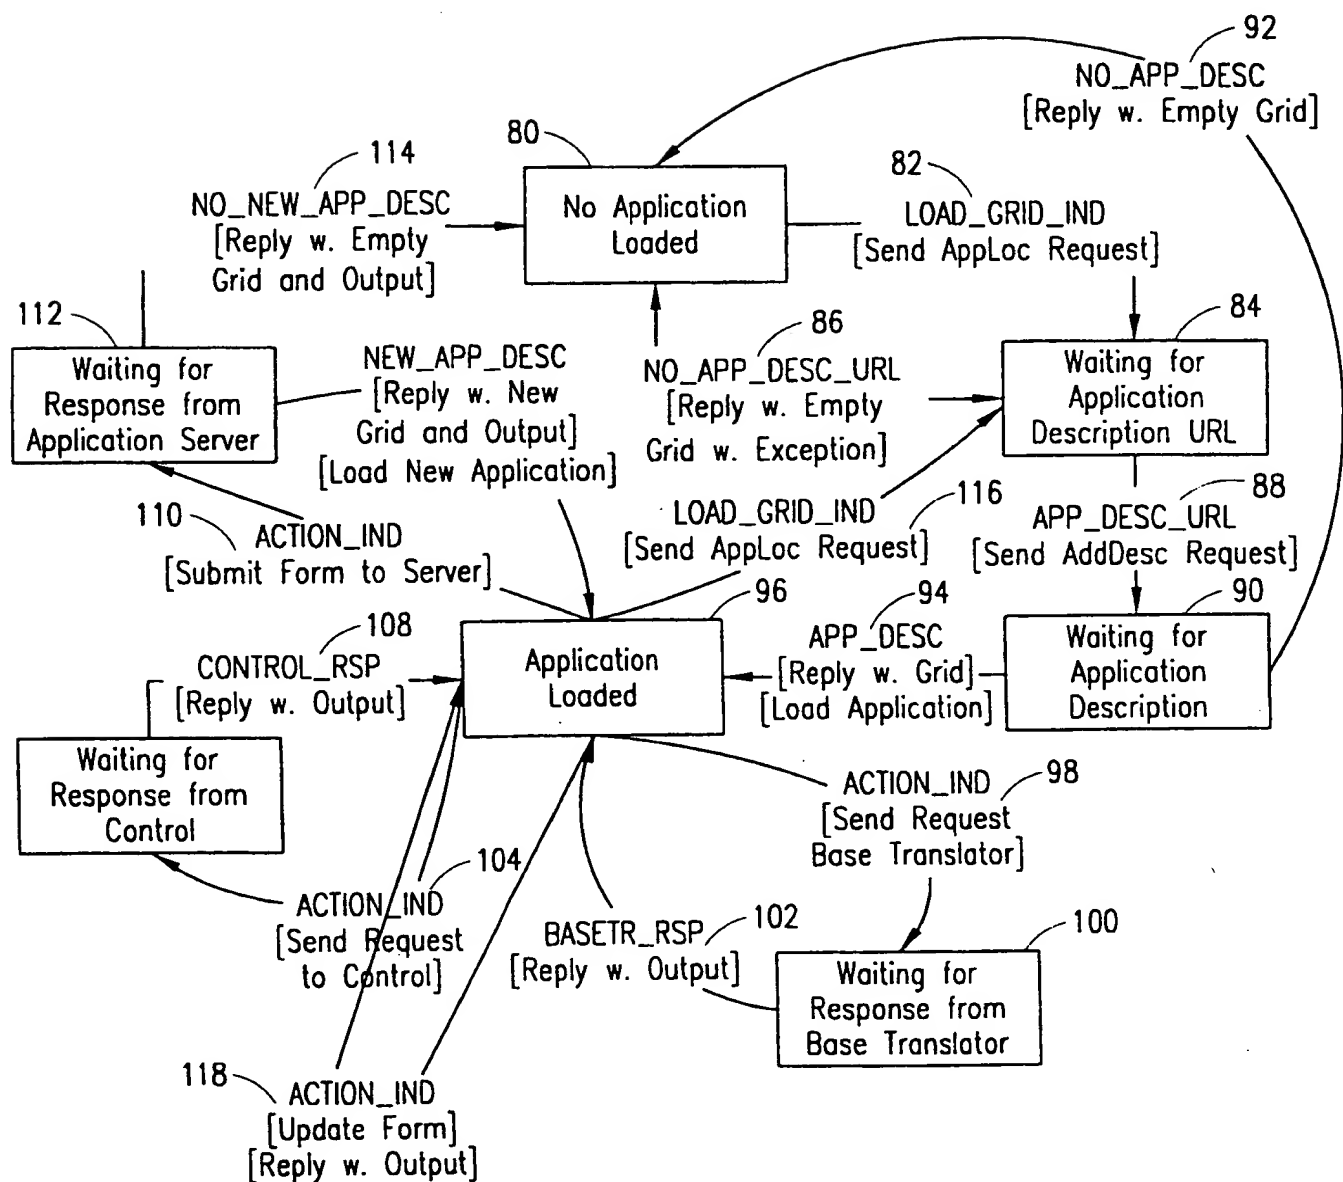 92
NO_APP_DESC
[Reply w. Empty Grid]
114
NO_NEW_APP_DESC
[Reply w. Empty
Grid and Output]
80
No Application
Loaded
82
LOAD_GRID_IND
[Send AppLoc Request]
112
Waiting for
Response from
Application Server
NEW_APP_DESC
[Reply w. New
Grid and Output]
[Load New Application]
86
NO_APP_DESC_URL
[Reply w. Empty
Grid w. Exception]
84
Waiting for
Application
Description URL
110
ACTION_IND
[Submit Form to Server]
LOAD_GRID_IND
[Send AppLoc Request]
116
88
APP_DESC_URL
[Send AddDesc Request]
108
CONTROL_RSP
[Reply w. Output]
96
Application
Loaded
94
APP_DESC
[Reply w. Grid]
[Load Application]
90
Waiting for
Application
Description
Waiting for
Response from
Control
ACTION_IND
[Send Request
Base Translator]
98
104
ACTION_IND
[Send Request
to Control]
BASETR_RSP
[Reply w. Output]
102
100
Waiting for
Response from
Base Translator
118
ACTION_IND
[Update Form]
[Reply w. Output]